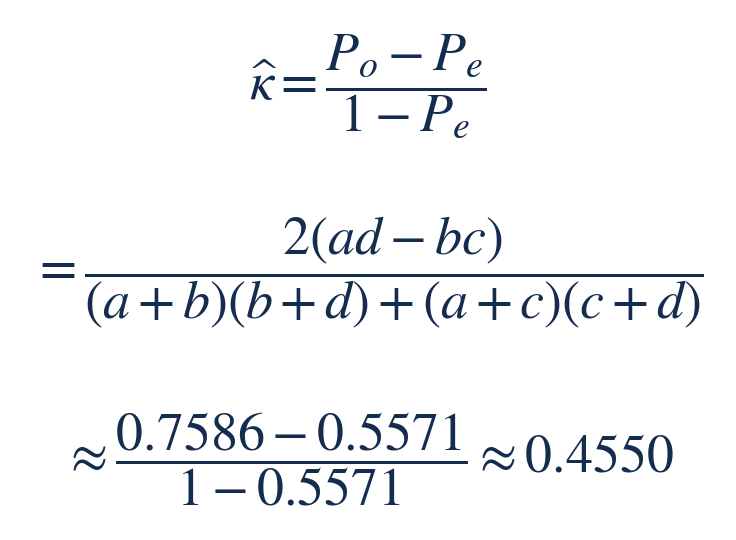 κ̂ = (P_o − P_e) / (1 − P_e)
= 2(ad − bc) / ((a + b)(b + d) + (a + c)(c + d))
≈ (0.7586 − 0.5571) / (1 − 0.5571) ≈ 0.4550